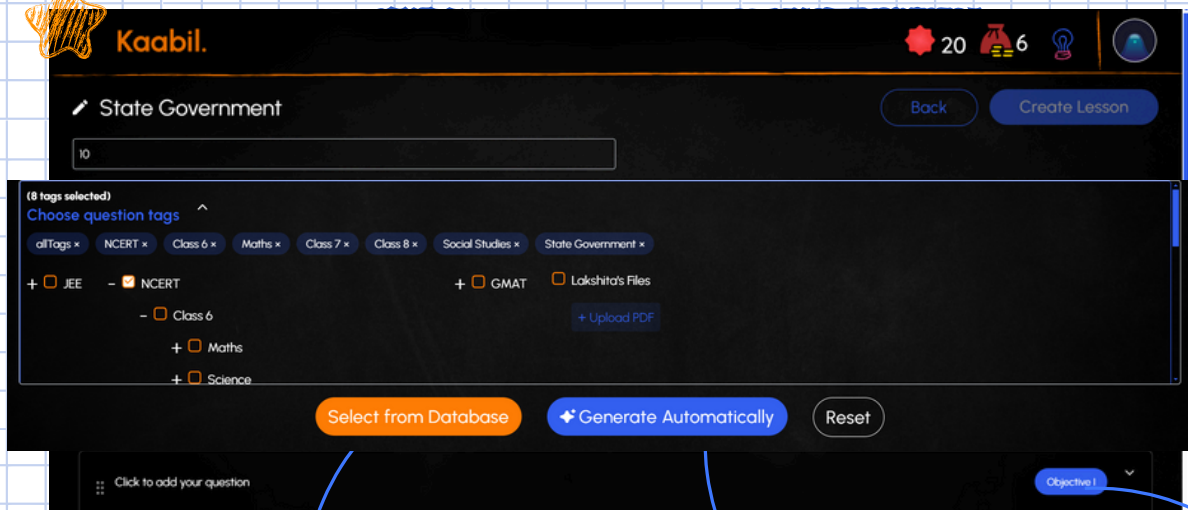 Kaabil.
20
6
State Government
Back
Create Lesson
10
(8 tags selected)
Choose question tags
allTags × NCERT × Class 6 × Maths × Class 7 × Class 8 × Social Studies × State Government ×
+ JEE − NCERT + GMAT Lakshita's Files
− Class 6 + Upload PDF
+ Maths
+ Science
Select from Database Generate Automatically Reset
Click to add your question Objective 1